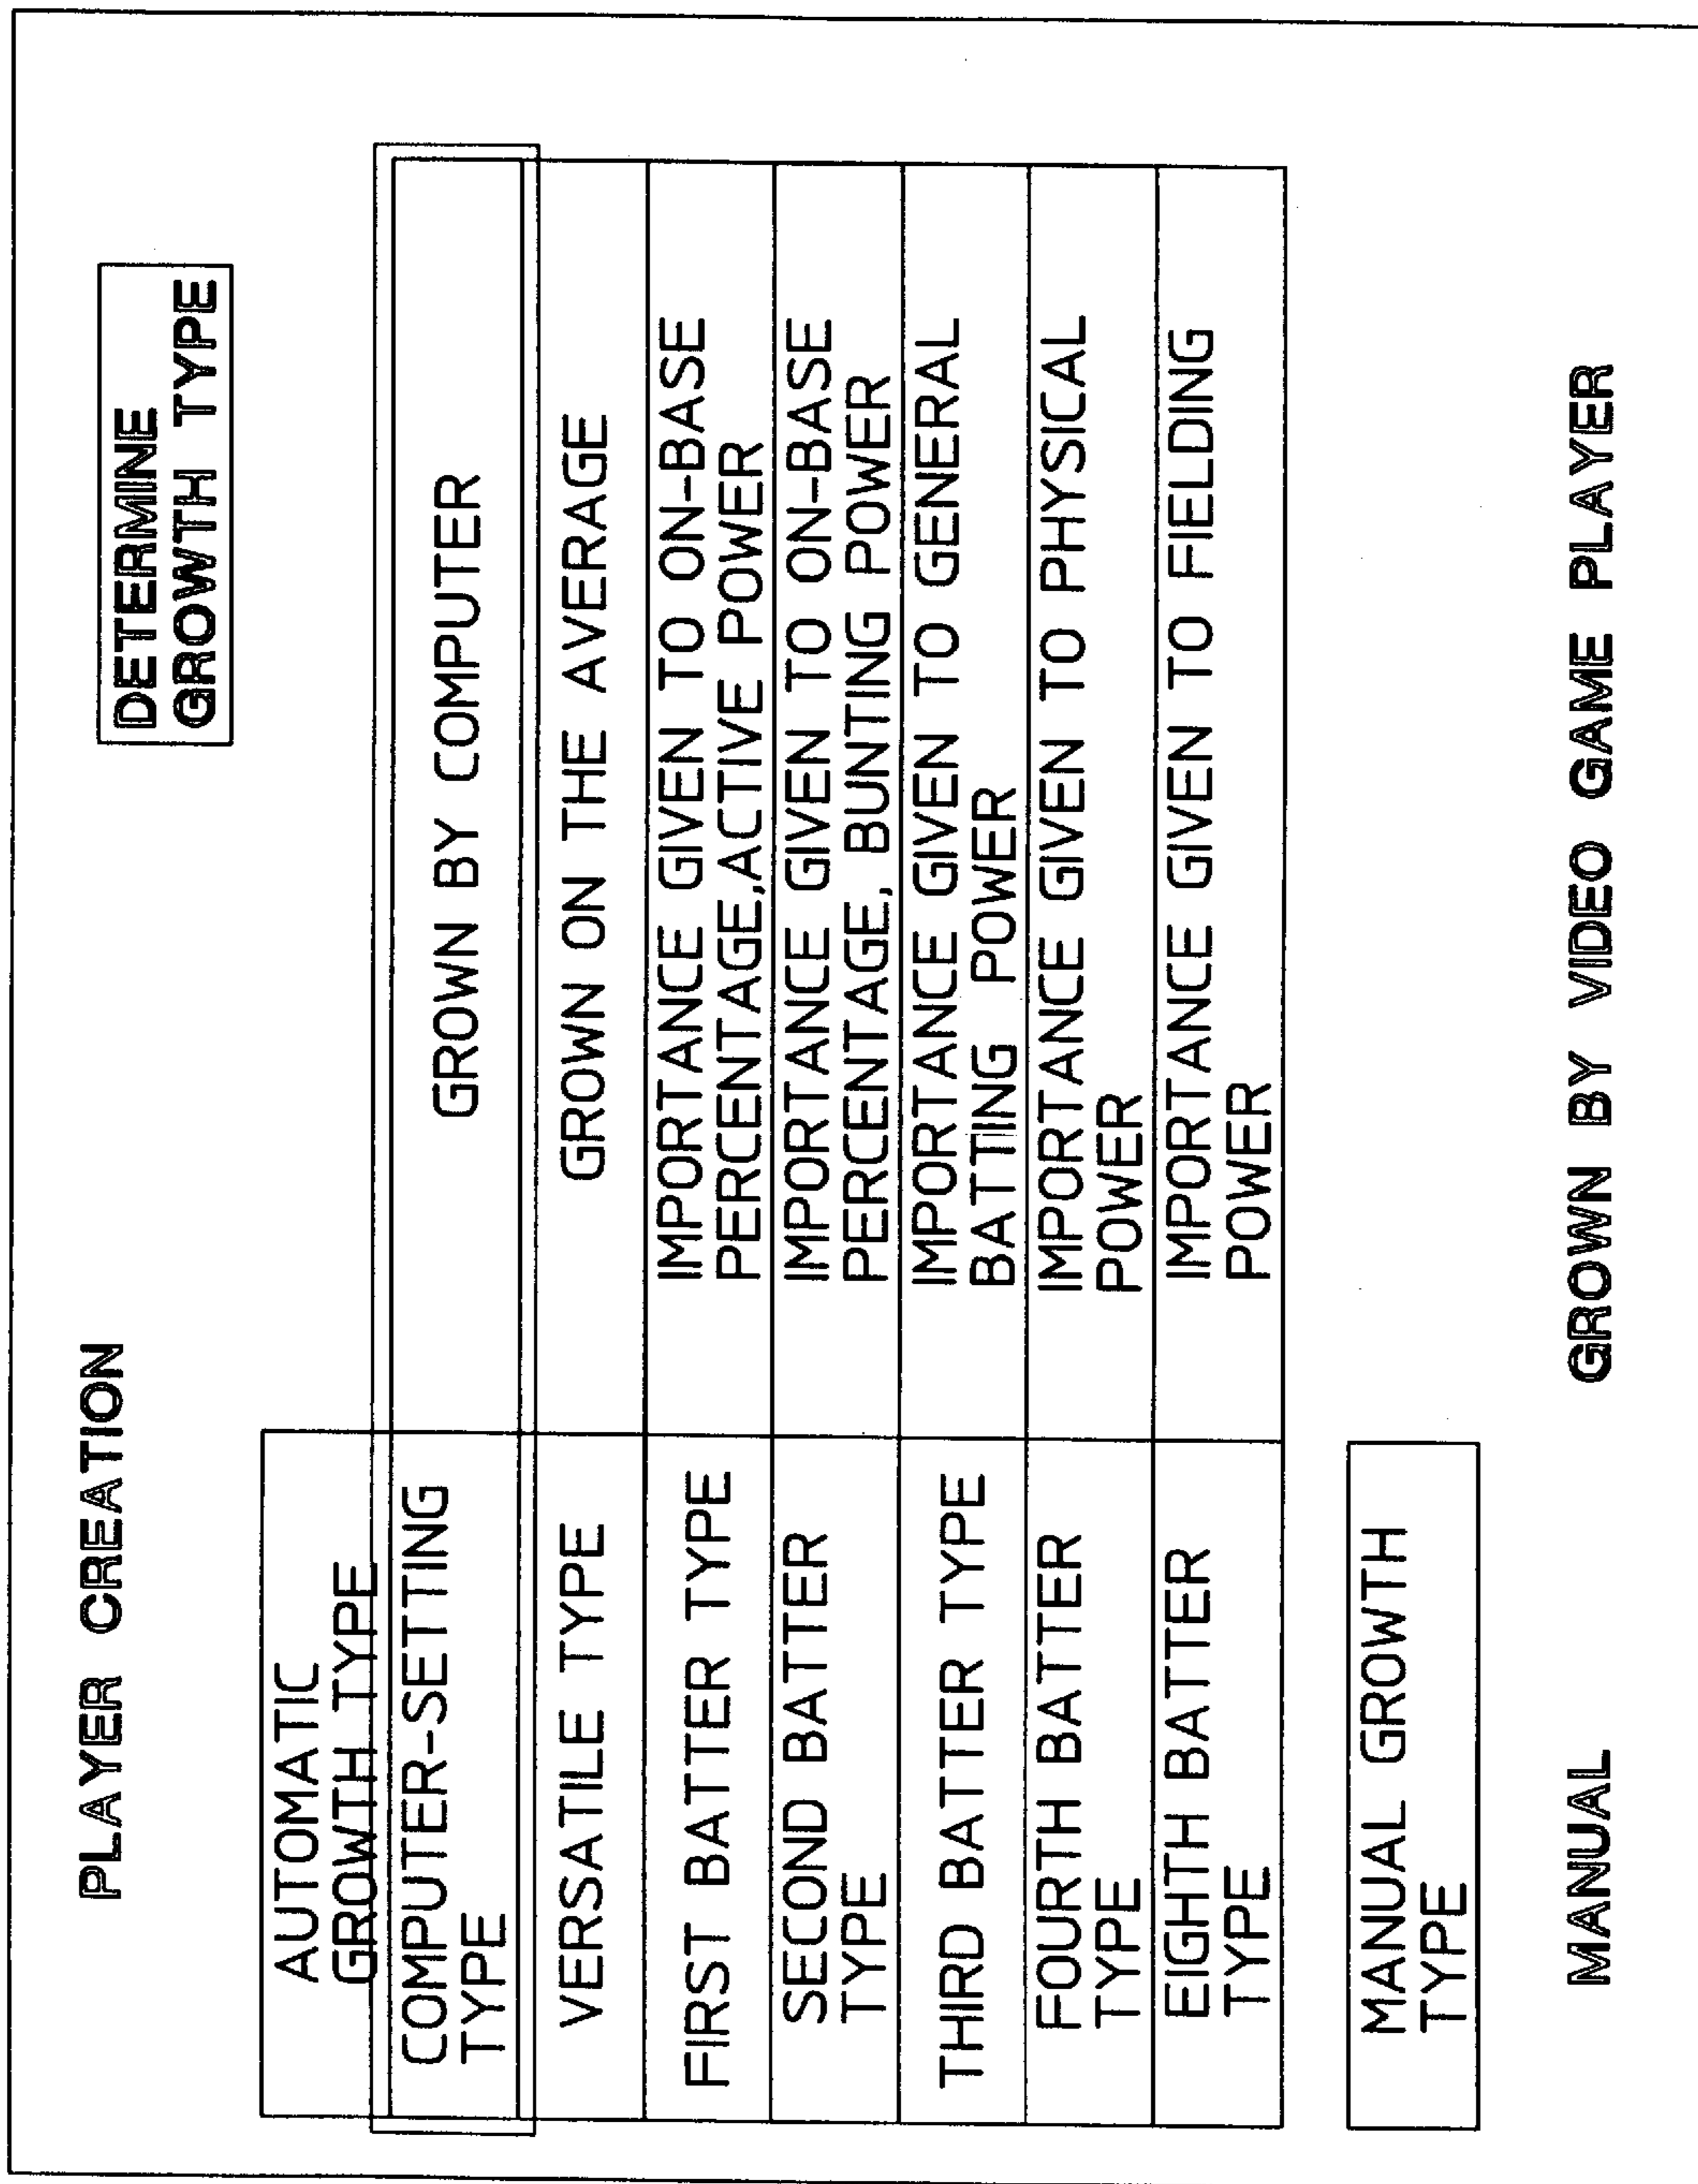 PLAYER CREATION
DETERMINE
GROWTH TYPE
AUTOMATIC
GROWTH TYPE
COMPUTER-SETTING
TYPE
GROWN BY COMPUTER
VERSATILE TYPE
GROWN ON THE AVERAGE
FIRST BATTER TYPE
IMPORTANCE GIVEN TO ON-BASE
PERCENTAGE,ACTIVE POWER
SECOND BATTER
TYPE
IMPORTANCE GIVEN TO ON-BASE
PERCENTAGE, BUNTING POWER
THIRD BATTER TYPE
IMPORTANCE GIVEN TO GENERAL
BATTING POWER
FOURTH BATTER
TYPE
IMPORTANCE GIVEN TO PHYSICAL
POWER
EIGHTH BATTER
TYPE
IMPORTANCE GIVEN TO FIELDING
POWER
MANUAL GROWTH
TYPE
MANUAL
GROWN BY VIDEO GAME PLAYER